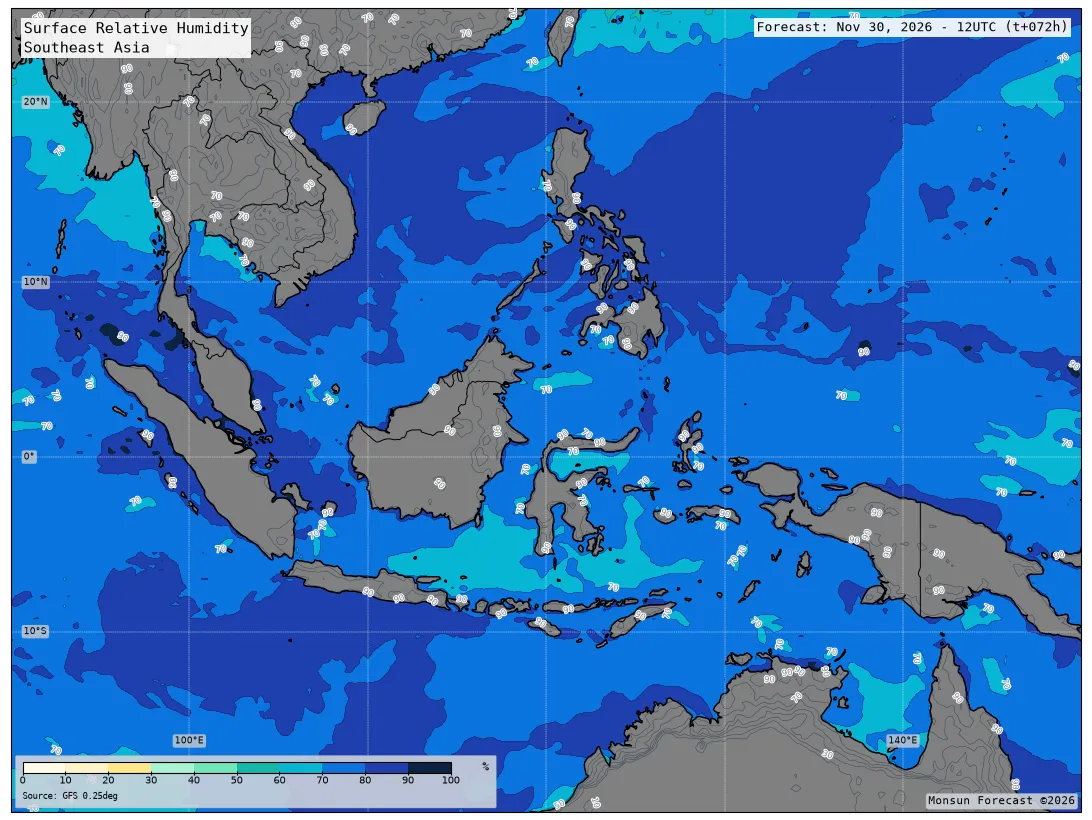 Surface Relative Humidity
Southeast Asia
Forecast: Nov 30, 2026 - 12UTC (t+072h)
20°N
10°N
0°
10°S
100°E
140°E
0 10 20 30 40 50 60 70 80 90 100 %
Source: GFS 0.25deg
Monsun Forecast ©2026